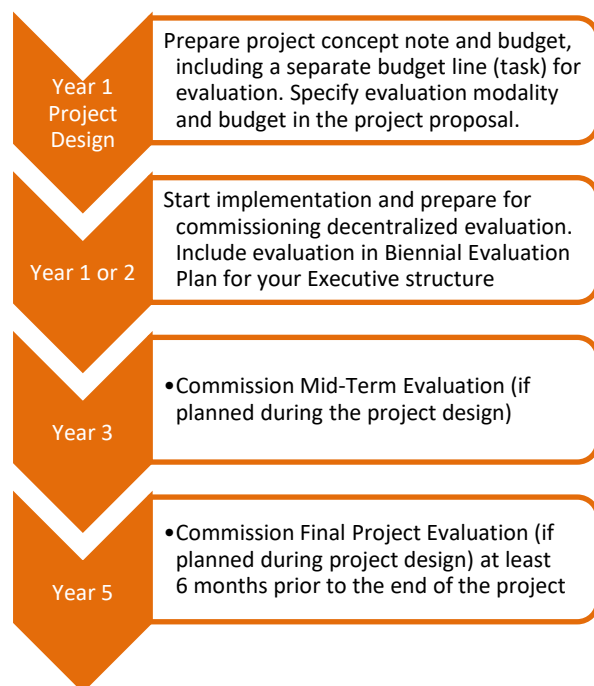 Year 1
Project
Design
Prepare project concept note and budget,
including a separate budget line (task) for
evaluation. Specify evaluation modality
and budget in the project proposal.
Year 1 or 2
Start implementation and prepare for
commissioning decentralized evaluation.
Include evaluation in Biennial Evaluation
Plan for your Executive structure
Year 3
•Commission Mid-Term Evaluation (if
planned during the project design)
Year 5
•Commission Final Project Evaluation (if
planned during project design) at least
6 months prior to the end of the project